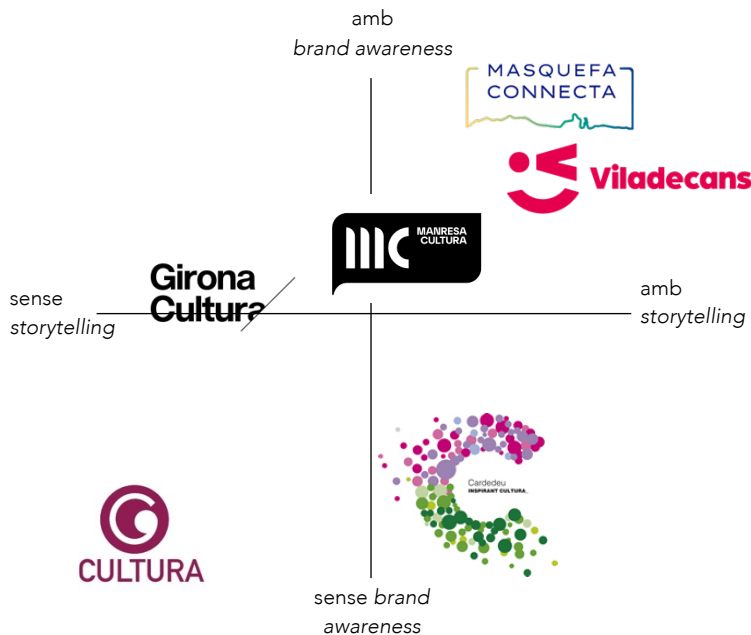 amb
brand awareness
MASQUEFA
CONNECTA
Viladecans
MANRESA
CULTURA
Girona
Cultura
sense
storytelling
amb
storytelling
Cardedeu
INSPIRANT CULTURA_
CULTURA
sense brand
awareness